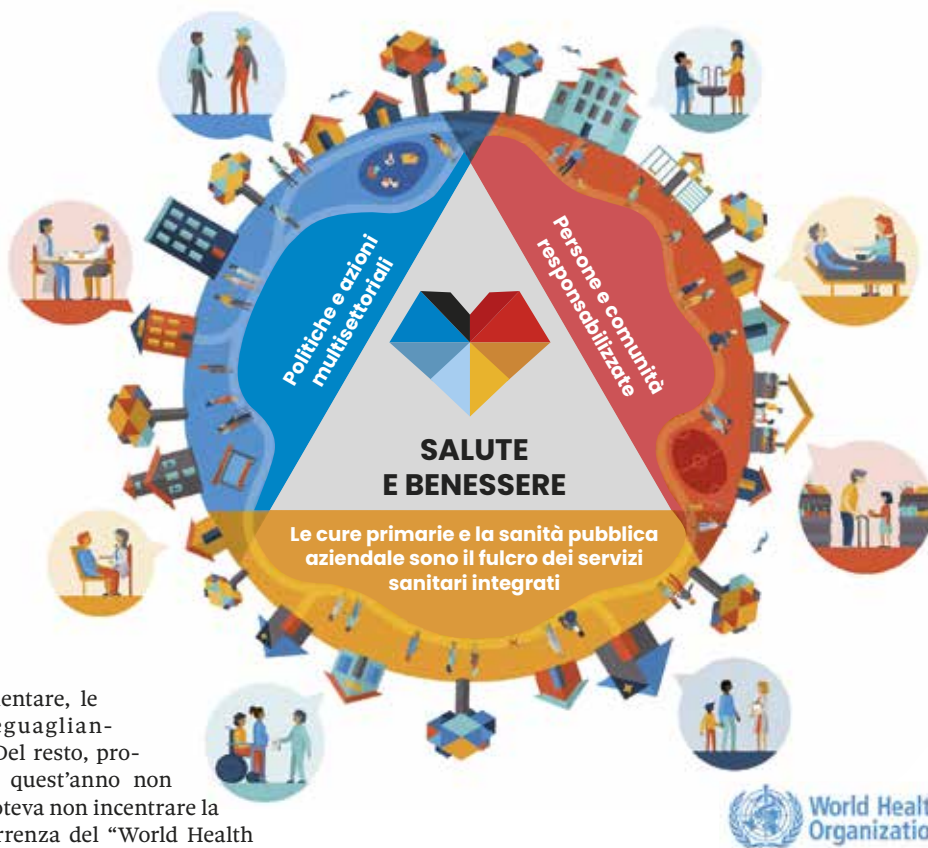 Politiche e azioni
multisettoriali
Persone e comunità
responsabilizzate
SALUTE
E BENESSERE
Le cure primarie e la sanità pubblica
aziendale sono il fulcro dei servizi
sanitari integrati
entare, le
eguaglian-
Del resto, pro-
quest'anno non
oteva non incentrare la
rrenza del “World Health
World Healt
Organizatio